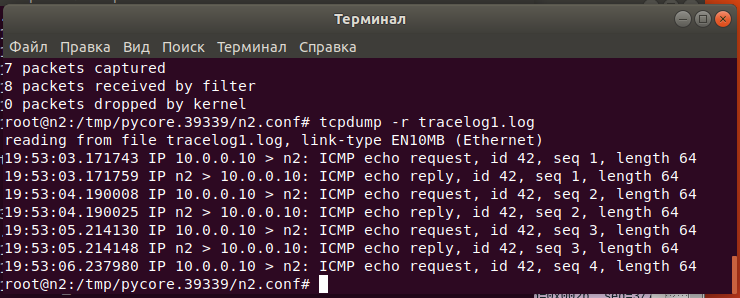 Терминал
Файл Правка Вид Поиск Терминал Справка
7 packets captured
8 packets received by filter
0 packets dropped by kernel
root@n2:/tmp/pycore.39339/n2.conf# tcpdump -r tracelog1.log
reading from file tracelog1.log, link-type EN10MB (Ethernet)
19:53:03.171743 IP 10.0.0.10 > n2: ICMP echo request, id 42, seq 1, length 64
19:53:03.171759 IP n2 > 10.0.0.10: ICMP echo reply, id 42, seq 1, length 64
19:53:04.190008 IP 10.0.0.10 > n2: ICMP echo request, id 42, seq 2, length 64
19:53:04.190025 IP n2 > 10.0.0.10: ICMP echo reply, id 42, seq 2, length 64
19:53:05.214130 IP 10.0.0.10 > n2: ICMP echo request, id 42, seq 3, length 64
19:53:05.214148 IP n2 > 10.0.0.10: ICMP echo reply, id 42, seq 3, length 64
19:53:06.237980 IP 10.0.0.10 > n2: ICMP echo request, id 42, seq 4, length 64
root@n2:/tmp/pycore.39339/n2.conf#